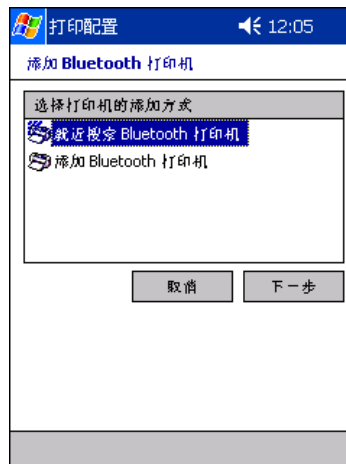 打印配置 12:05
添加 Bluetooth 打印机
选择打印机的添加方式
就近搜索 Bluetooth 打印机
添加 Bluetooth 打印机
取消 下一步